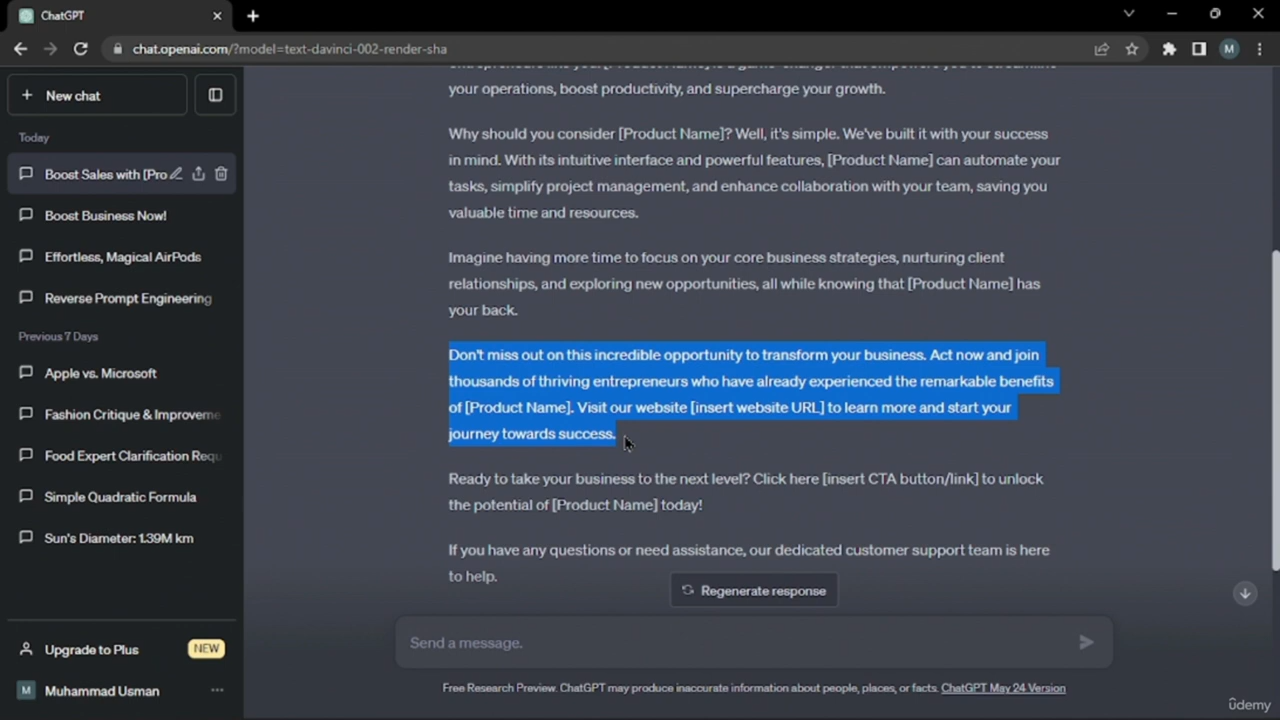 ChatGPT
chat.openai.com/?model=text-davinci-002-render-sha
M
New chat
Today
Boost Sales with [Pro
Boost Business Now!
Effortless, Magical AirPods
Reverse Prompt Engineering
Previous 7 Days
Apple vs. Microsoft
Fashion Critique & Improveme
Food Expert Clarification Requ
Simple Quadratic Formula
Sun's Diameter: 1.39M km
Upgrade to Plus
NEW
M
Muhammad Usman
your operations, boost productivity, and supercharge your growth.
Why should you consider [Product Name]? Well, it's simple. We've built it with your success
in mind. With its intuitive interface and powerful features, [Product Name] can automate your
tasks, simplify project management, and enhance collaboration with your team, saving you
valuable time and resources.
Imagine having more time to focus on your core business strategies, nurturing client
relationships, and exploring new opportunities, all while knowing that [Product Name] has
your back.
Don't miss out on this incredible opportunity to transform your business. Act now and join
thousands of thriving entrepreneurs who have already experienced the remarkable benefits
of [Product Name]. Visit our website [insert website URL] to learn more and start your
journey towards success.
Ready to take your business to the next level? Click here [insert CTA button/link] to unlock
the potential of [Product Name] today!
If you have any questions or need assistance, our dedicated customer support team is here
to help.
Regenerate response
Send a message.
Free Research Preview. ChatGPT may produce inaccurate information about people, places, or facts. ChatGPT May 24 Version
ûdemy